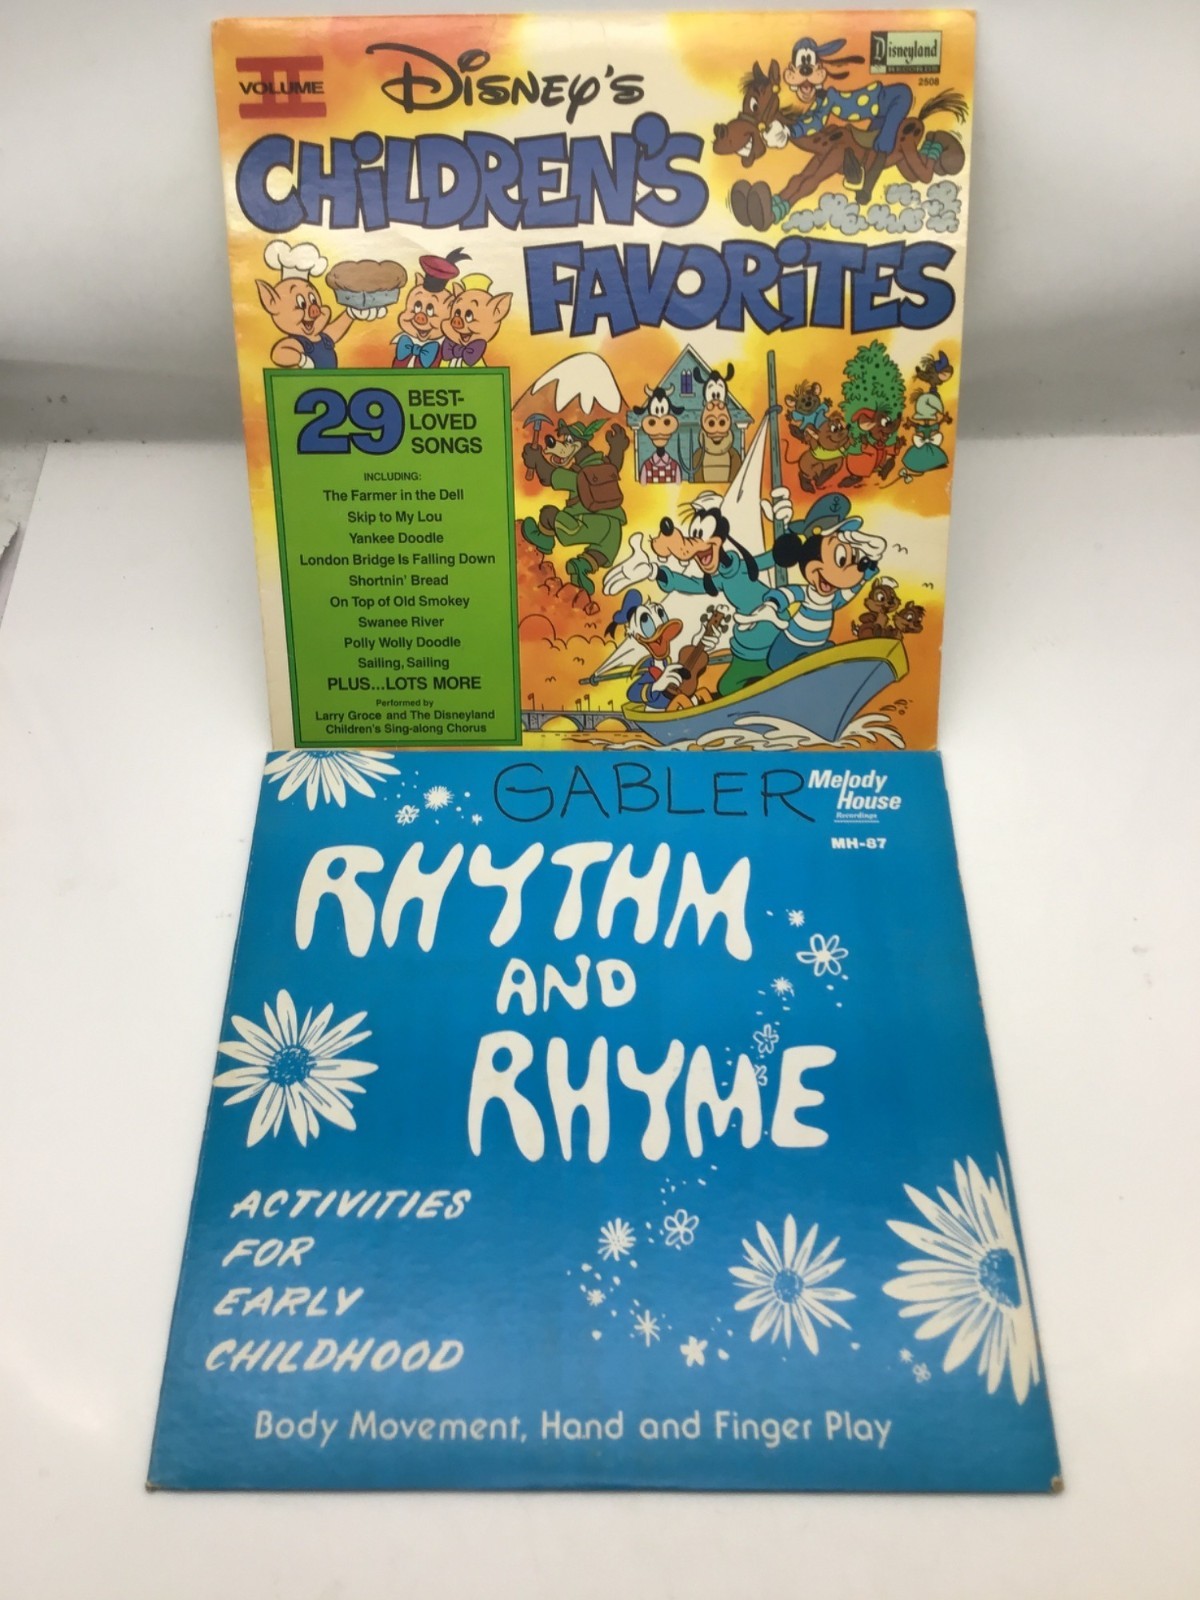 VOLUME II
DISNEY'S
CHILDREN'S
FAVORITES
Disneyland
RECORDS
2508
29 BEST-
LOVED
SONGS
INCLUDING:
The Farmer in the Dell
Skip to My Lou
Yankee Doodle
London Bridge Is Falling Down
Shortnin' Bread
On Top of Old Smokey
Swanee River
Polly Wolly Doodle
Sailing, Sailing
PLUS...LOTS MORE
Performed by
Larry Groce and The Disneyland
Children's Sing-along Chorus
GABLER
Melody
House
Recordings
MH-87
RHYTHM
AND
RHYME
ACTIVITIES
FOR
EARLY
CHILDHOOD
Body Movement, Hand and Finger Play